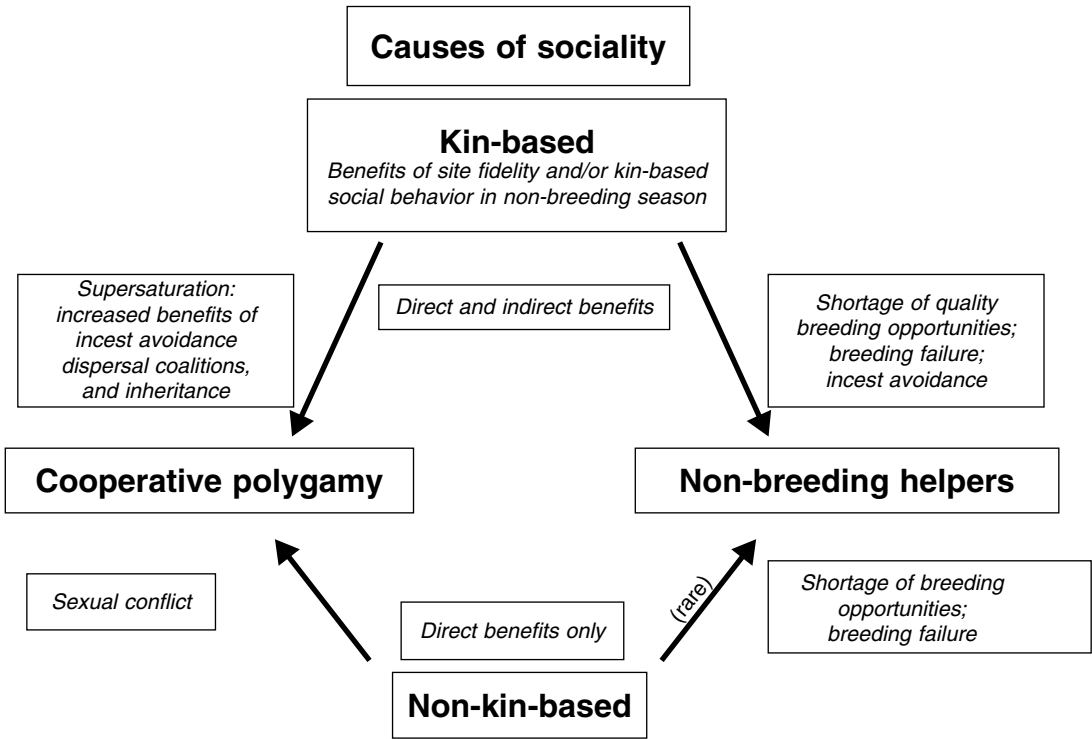 Causes of sociality
Kin-based
Benefits of site fidelity and/or kin-based
social behavior in non-breeding season
Supersaturation:
increased benefits of
incest avoidance
dispersal coalitions,
and inheritance
Direct and indirect benefits
Shortage of quality
breeding opportunities;
breeding failure;
incest avoidance
Cooperative polygamy
Non-breeding helpers
Sexual conflict
Direct benefits only
(rare)
Shortage of breeding
opportunities;
breeding failure
Non-kin-based